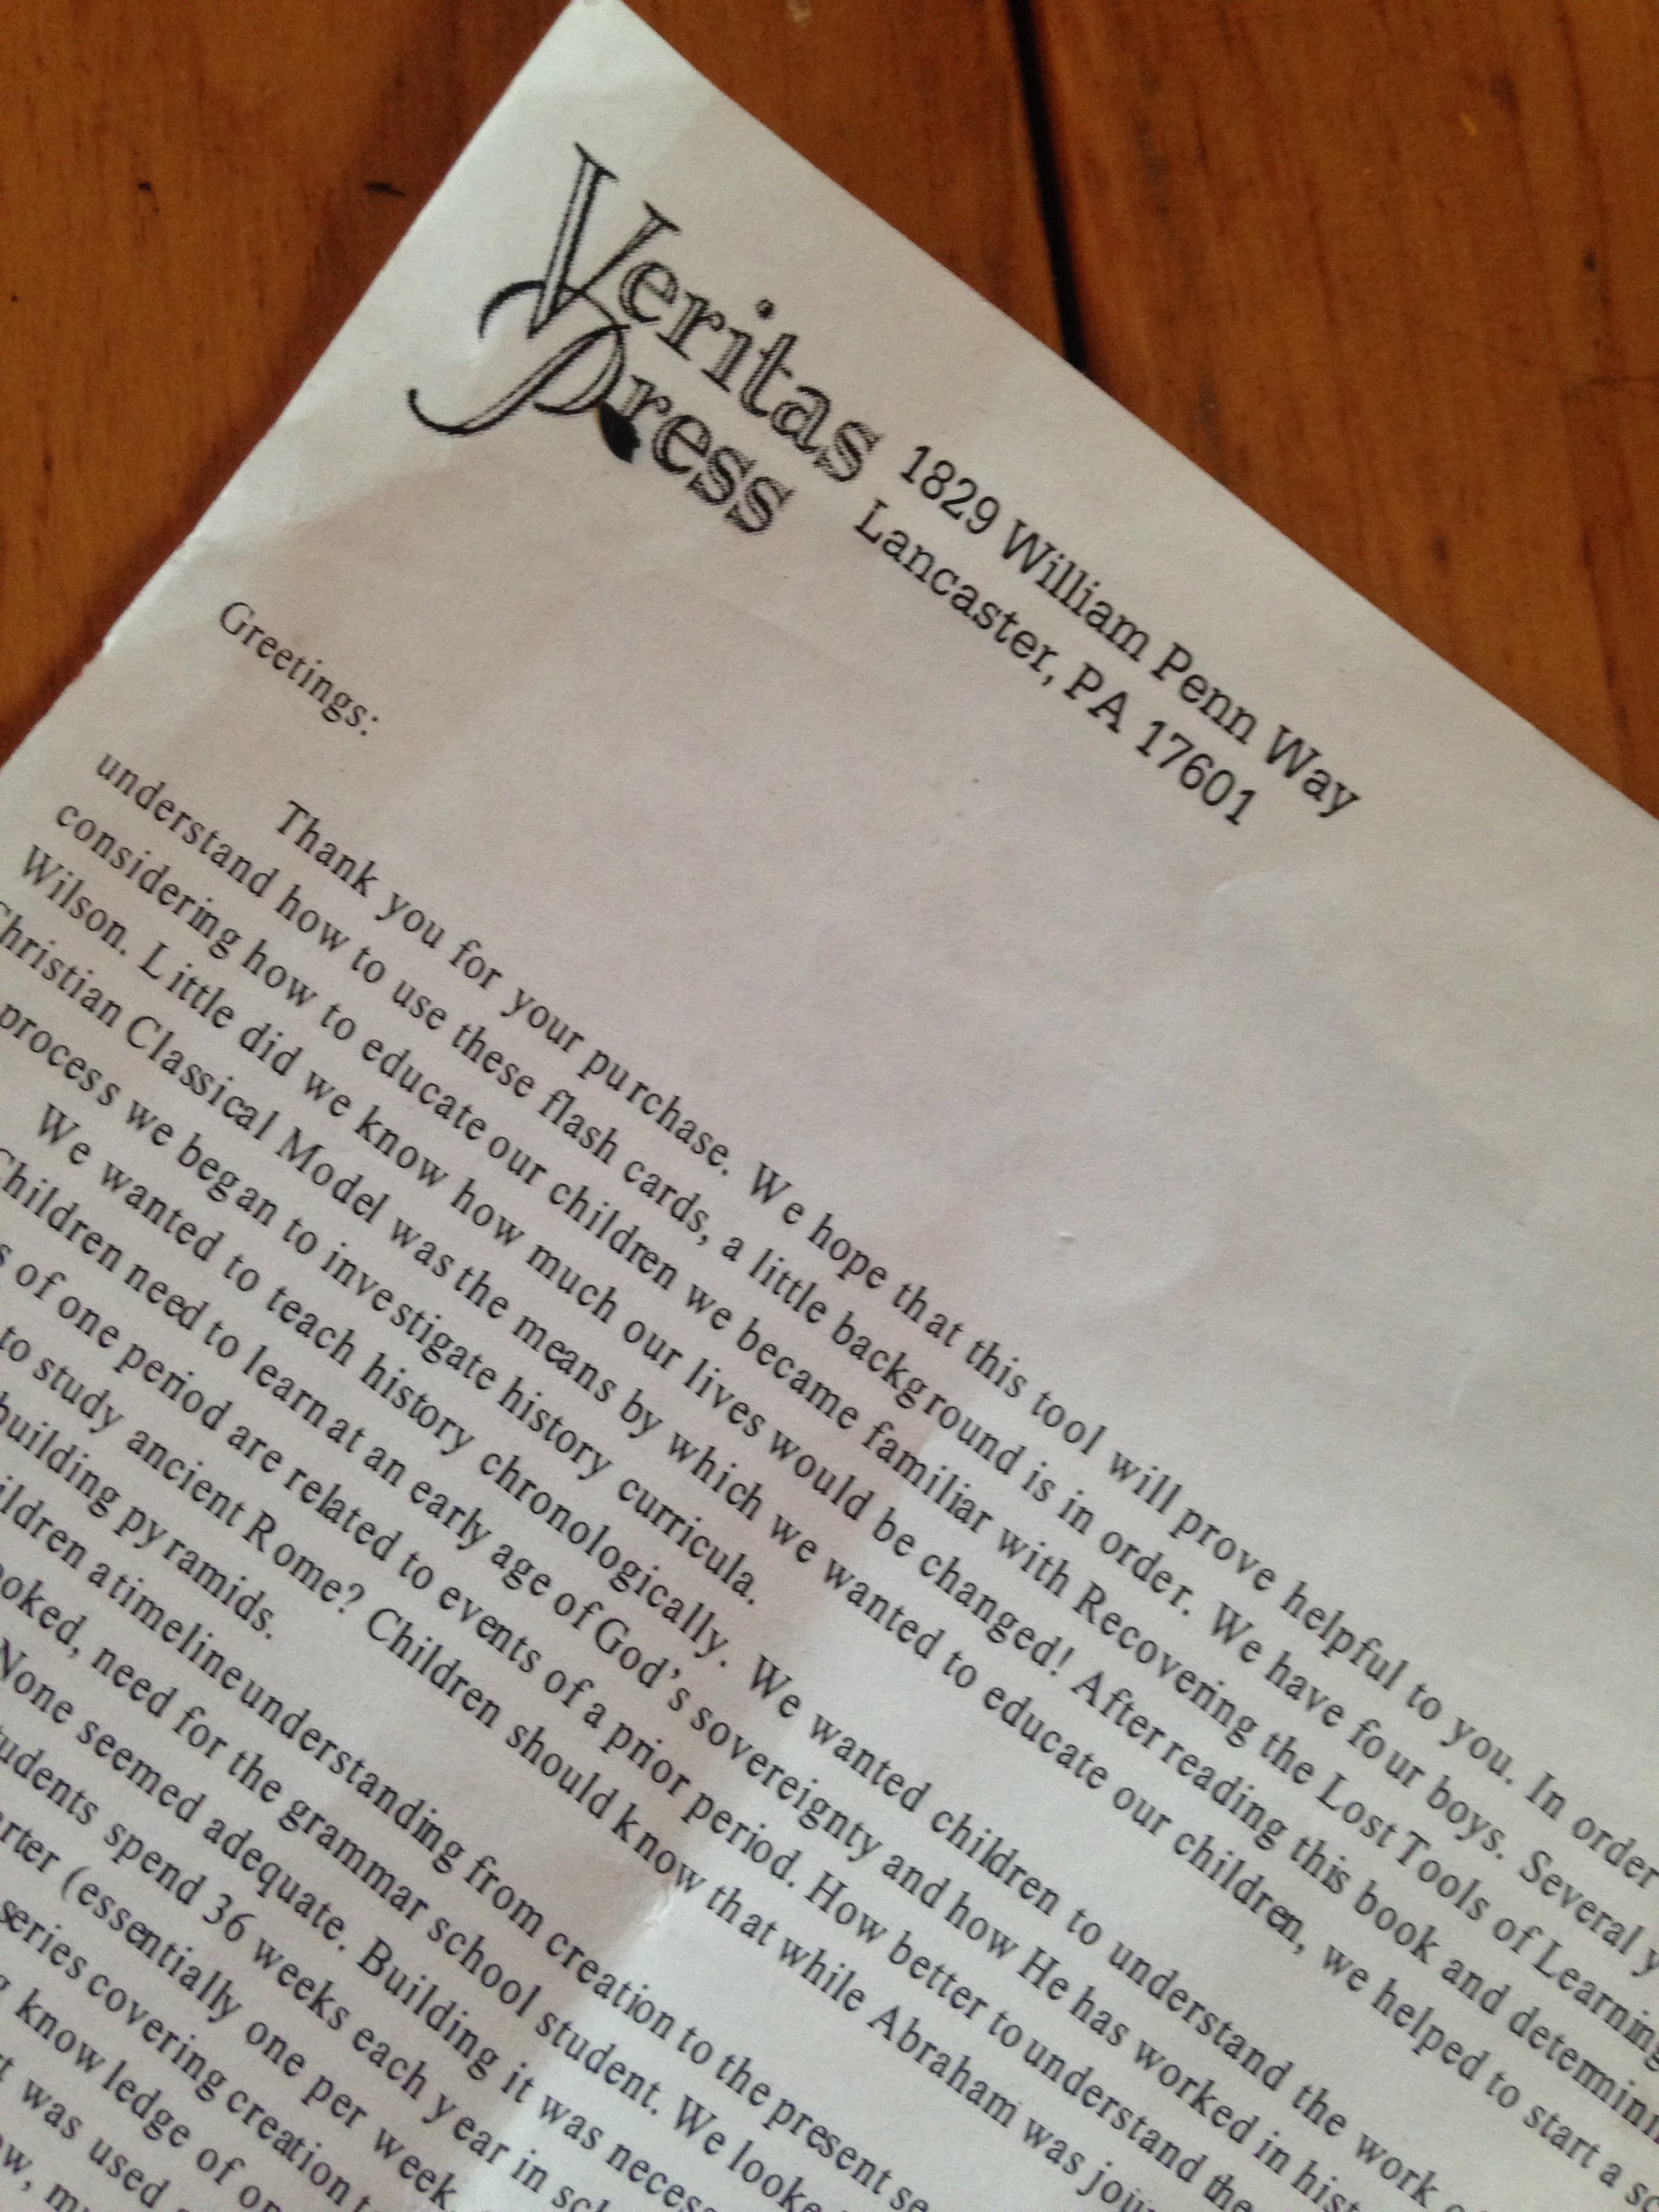 Veritas
Press
1829 William Penn Way
Lancaster, PA 17601
Greetings:
Thank you for your purchase. We hope that this tool will prove helpful to you. In order
understand how to use these flash cards, a little background is in order. We have four boys. Several
considering how to educate our children we became familiar with Recovering the Lost Tools of Learning
Wilson. Little did we know how much our lives would be changed! After reading this book and
Christian Classical Model was the means by which we wanted to educate our children, we helped to start a
process we began to investigate history curricula.
We wanted to teach history chronologically. We wanted children to understand the work
Children need to learn at an early age of God's sovereignty and how He has worked in
of one period are related to events of a prior period. How better to understand the
to study ancient Rome? Children should know that while Abraham was
building pyramids.
a timeline understanding from creation to the present
need for the grammar school student. We
None seemed adequate. Building it was
spend 36 weeks each year in
(essentially one per week.
series covering creation
knowledge of
was used